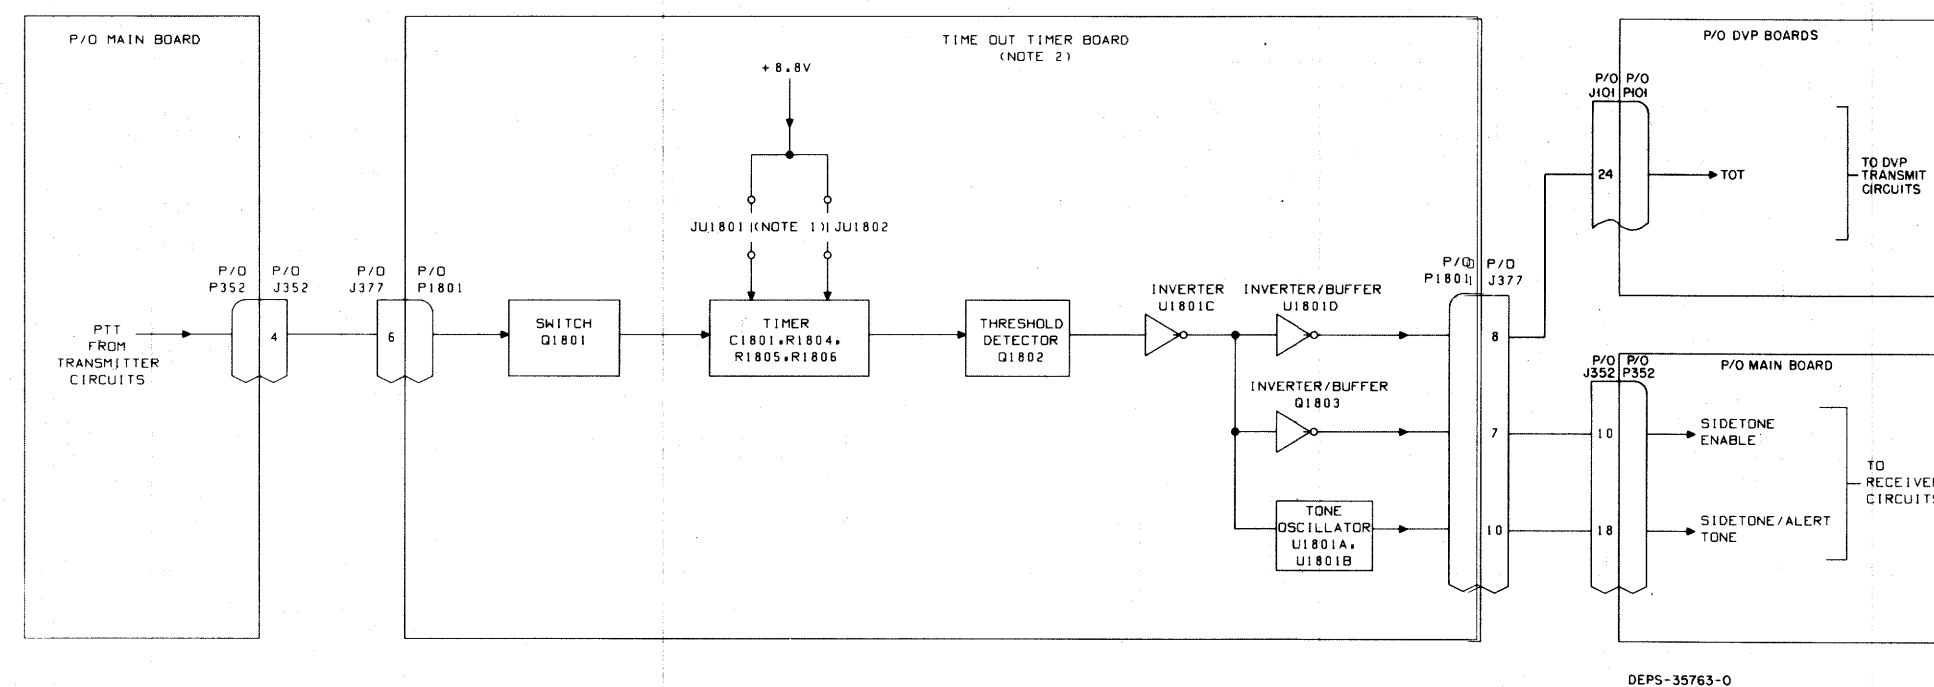 P/O MAIN BOARD
PTT
FROM
TRANSMITTER
CIRCUITS
P/O P/O
P352 J352
4
P/O P/O
J377 P1801
6
TIME OUT TIMER BOARD
(NOTE 2)
+8.8V
JU1801 (NOTE 1) JU1802
SWITCH
Q1801
TIMER
C1801,R1804,
R1805,R1806
THRESHOLD
DETECTOR
Q1802
INVERTER
U1801C
INVERTER/BUFFER
U1801D
INVERTER/BUFFER
Q1803
TONE
OSCILLATOR
U1801A,
U1801B
P/O P/O
P1801 J377
8
7
10
P/O DVP BOARDS
P/O P/O
J101 P101
24
TOT
TO DVP
TRANSMIT
CIRCUITS
P/O MAIN BOARD
P/O P/O
J352 P352
10
SIDETONE
ENABLE
18
SIDETONE/ALERT
TONE
TO
RECEIVER
CIRCUITS
DEPS-35763-O